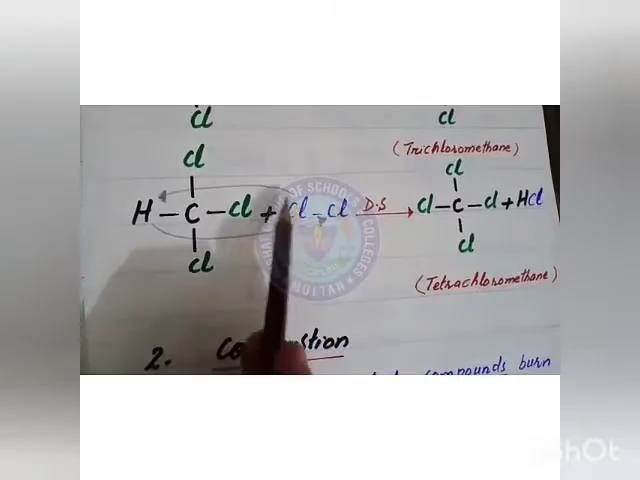 Cl Cl
(Trichloromethane)
Cl Cl
H - C - Cl + Cl - Cl D.S Cl - C - Cl + HCl
Cl Cl
(Tetrachloromethane)
2.
compounds burn